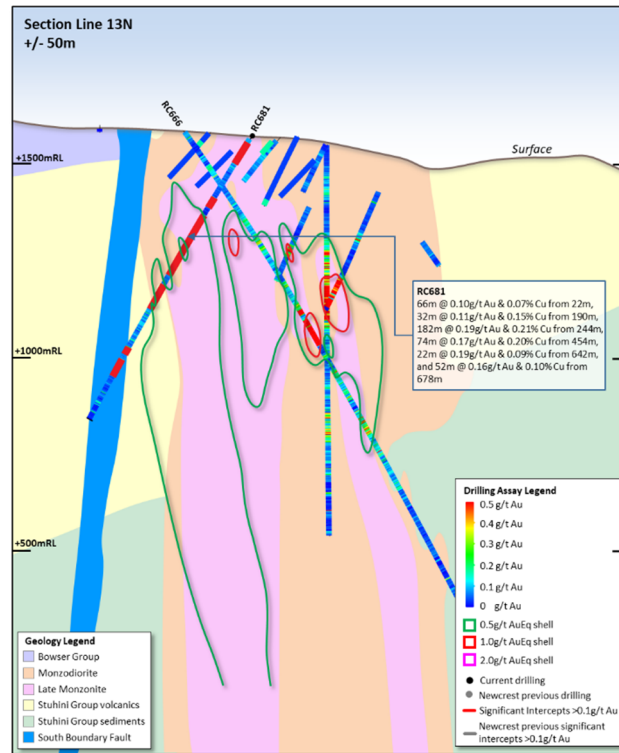 Section Line 13N
+/- 50m
RC666
RC681
Surface
+1500mRL
+1000mRL
+500mRL
RC681
66m @ 0.10g/t Au & 0.07% Cu from 22m,
32m @ 0.11g/t Au & 0.15% Cu from 190m,
182m @ 0.19g/t Au & 0.21% Cu from 244m,
74m @ 0.17g/t Au & 0.20% Cu from 454m,
22m @ 0.19g/t Au & 0.09% Cu from 642m,
and 52m @ 0.16g/t Au & 0.10% Cu from
678m
Drilling Assay Legend
0.5 g/t Au
0.4 g/t Au
0.3 g/t Au
0.2 g/t Au
0.1 g/t Au
0 g/t Au
0.5g/t AuEq shell
1.0g/t AuEq shell
2.0g/t AuEq shell
Current drilling
Newcrest previous drilling
Significant Intercepts >0.1g/t Au
Newcrest previous significant
intercepts >0.1g/t Au
Geology Legend
Bowser Group
Monzodiorite
Late Monzonite
Stuhini Group volcanics
Stuhini Group sediments
South Boundary Fault